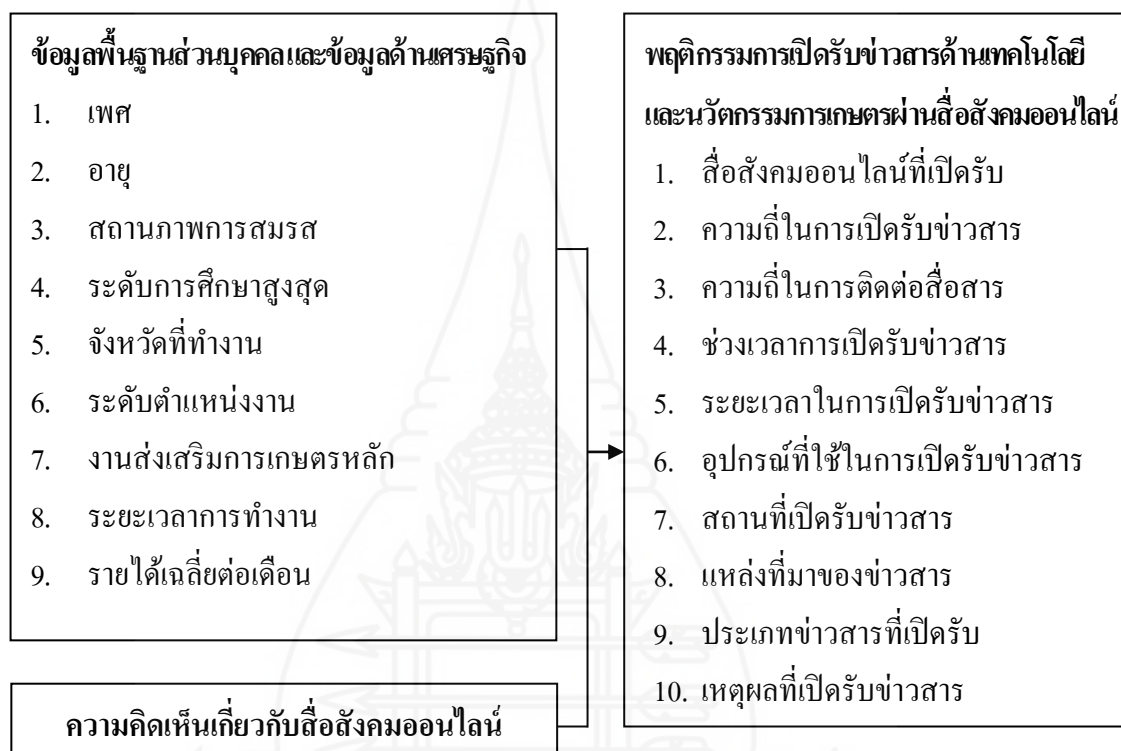 ข้อมูลพื้นฐานส่วนบุคคลและข้อมูลด้านเศรษฐกิจ
1. เพศ
2. อายุ
3. สถานภาพการสมรส
4. ระดับการศึกษาสูงสุด
5. จังหวัดที่ทำงาน
6. ระดับตำแหน่งงาน
7. งานส่งเสริมการเกษตรหลัก
8. ระยะเวลาการทำงาน
9. รายได้เฉลี่ยต่อเดือน
ความคิดเห็นเกี่ยวกับสื่อสังคมออนไลน์
พฤติกรรมการเปิดรับข่าวสารด้านเทคโนโลยี
และนวัตกรรมการเกษตรผ่านสื่อสังคมออนไลน์
1. สื่อสังคมออนไลน์ที่เปิดรับ
2. ความถี่ในการเปิดรับข่าวสาร
3. ความถี่ในการติดต่อสื่อสาร
4. ช่วงเวลาการเปิดรับข่าวสาร
5. ระยะเวลาในการเปิดรับข่าวสาร
6. อุปกรณ์ที่ใช้ในการเปิดรับข่าวสาร
7. สถานที่เปิดรับข่าวสาร
8. แหล่งที่มาของข่าวสาร
9. ประเภทข่าวสารที่เปิดรับ
10. เหตุผลที่เปิดรับข่าวสาร